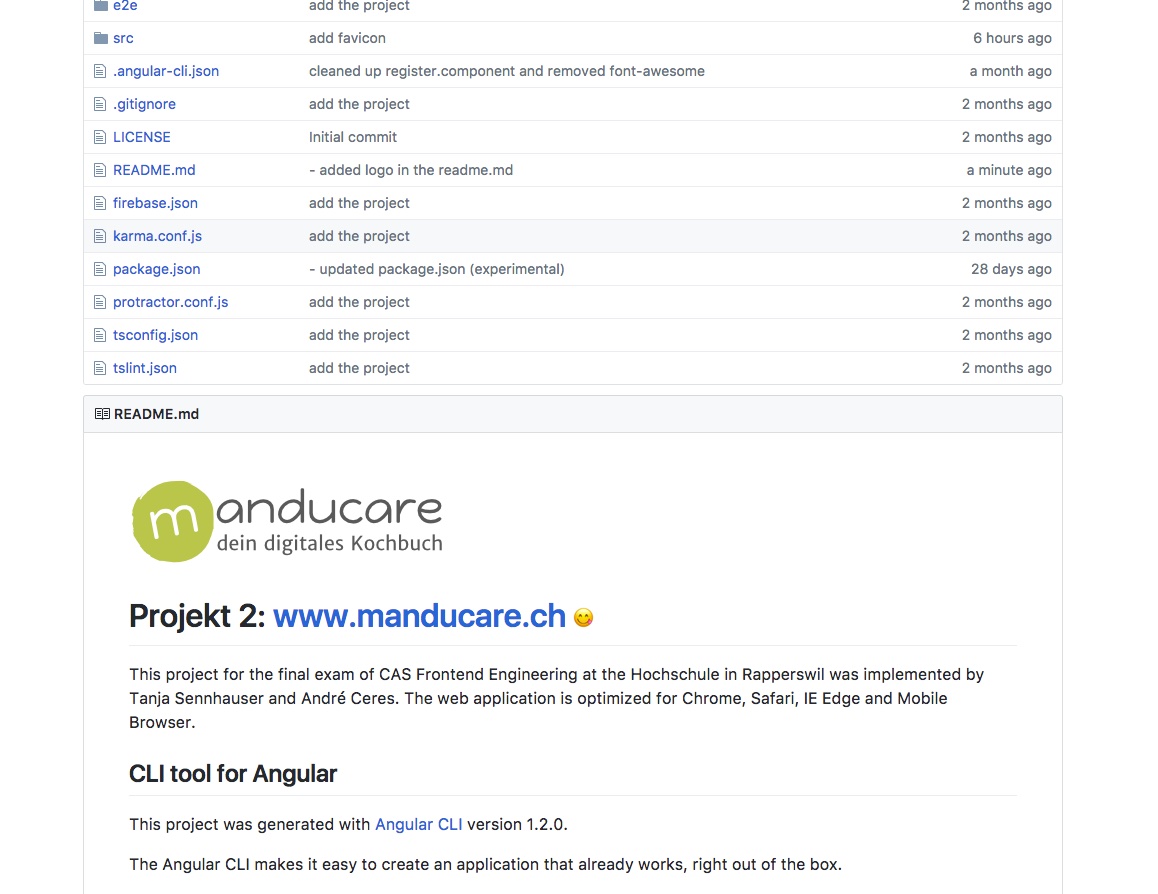 e2e add the project 2 months ago
src add favicon 6 hours ago
.angular-cli.json cleaned up register.component and removed font-awesome a month ago
.gitignore add the project 2 months ago
LICENSE Initial commit 2 months ago
README.md - added logo in the readme.md a minute ago
firebase.json add the project 2 months ago
karma.conf.js add the project 2 months ago
package.json - updated package.json (experimental) 28 days ago
protractor.conf.js add the project 2 months ago
tsconfig.json add the project 2 months ago
tslint.json add the project 2 months ago
README.md
manducare
dein digitales Kochbuch
Projekt 2: www.manducare.ch 😋
This project for the final exam of CAS Frontend Engineering at the Hochschule in Rapperswil was implemented by
Tanja Sennhauser and André Ceres. The web application is optimized for Chrome, Safari, IE Edge and Mobile
Browser.
CLI tool for Angular
This project was generated with Angular CLI version 1.2.0.
The Angular CLI makes it easy to create an application that already works, right out of the box.